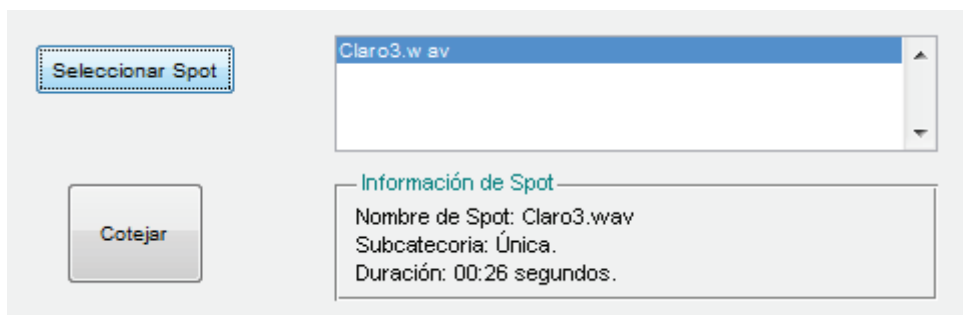 Seleccionar Spot
Claro3.w av
Cotejar
Información de Spot
Nombre de Spot: Claro3.wav
Subcatecoria: Única.
Duración: 00:26 segundos.